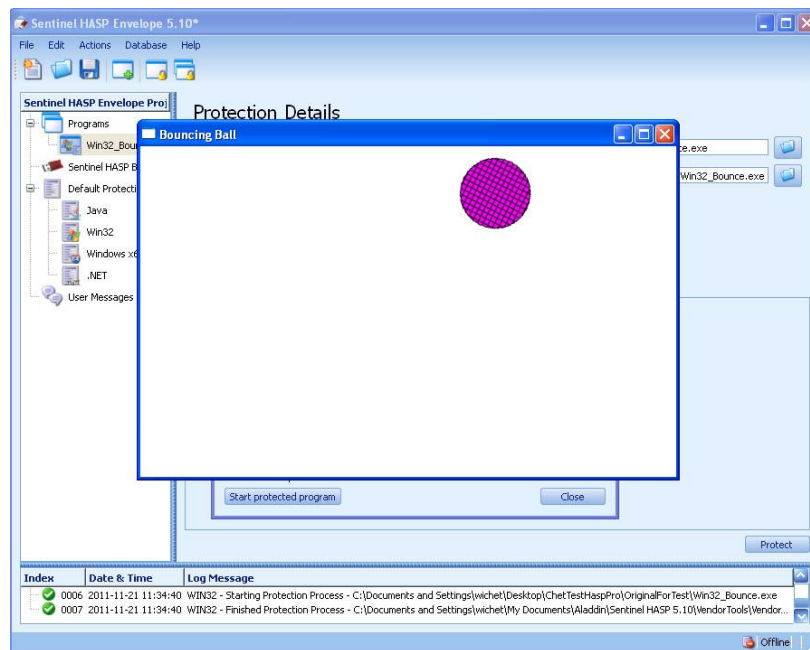 Sentinel HASP Envelope 5.10*
File Edit Actions Database Help
Sentinel HASP Envelope Proj
Protection Details
Programs
Bouncing Ball
Win32_Bou
ce.exe
Sentinel HASP B
Win32_Bounce.exe
Default Protecti
Java
Win32
Windows x6
.NET
User Messages
Start protected program
Close
Protect
Index Date & Time Log Message
0006 2011-11-21 11:34:40 WIN32 - Starting Protection Process - C:\Documents and Settings\wichet\Desktop\ChetTestHaspPro\OriginalForTest\Win32_Bounce.exe
0007 2011-11-21 11:34:40 WIN32 - Finished Protection Process - C:\Documents and Settings\wichet\My Documents\Aladdin\Sentinel HASP 5.10\VendorTools\Vendor...
Offline